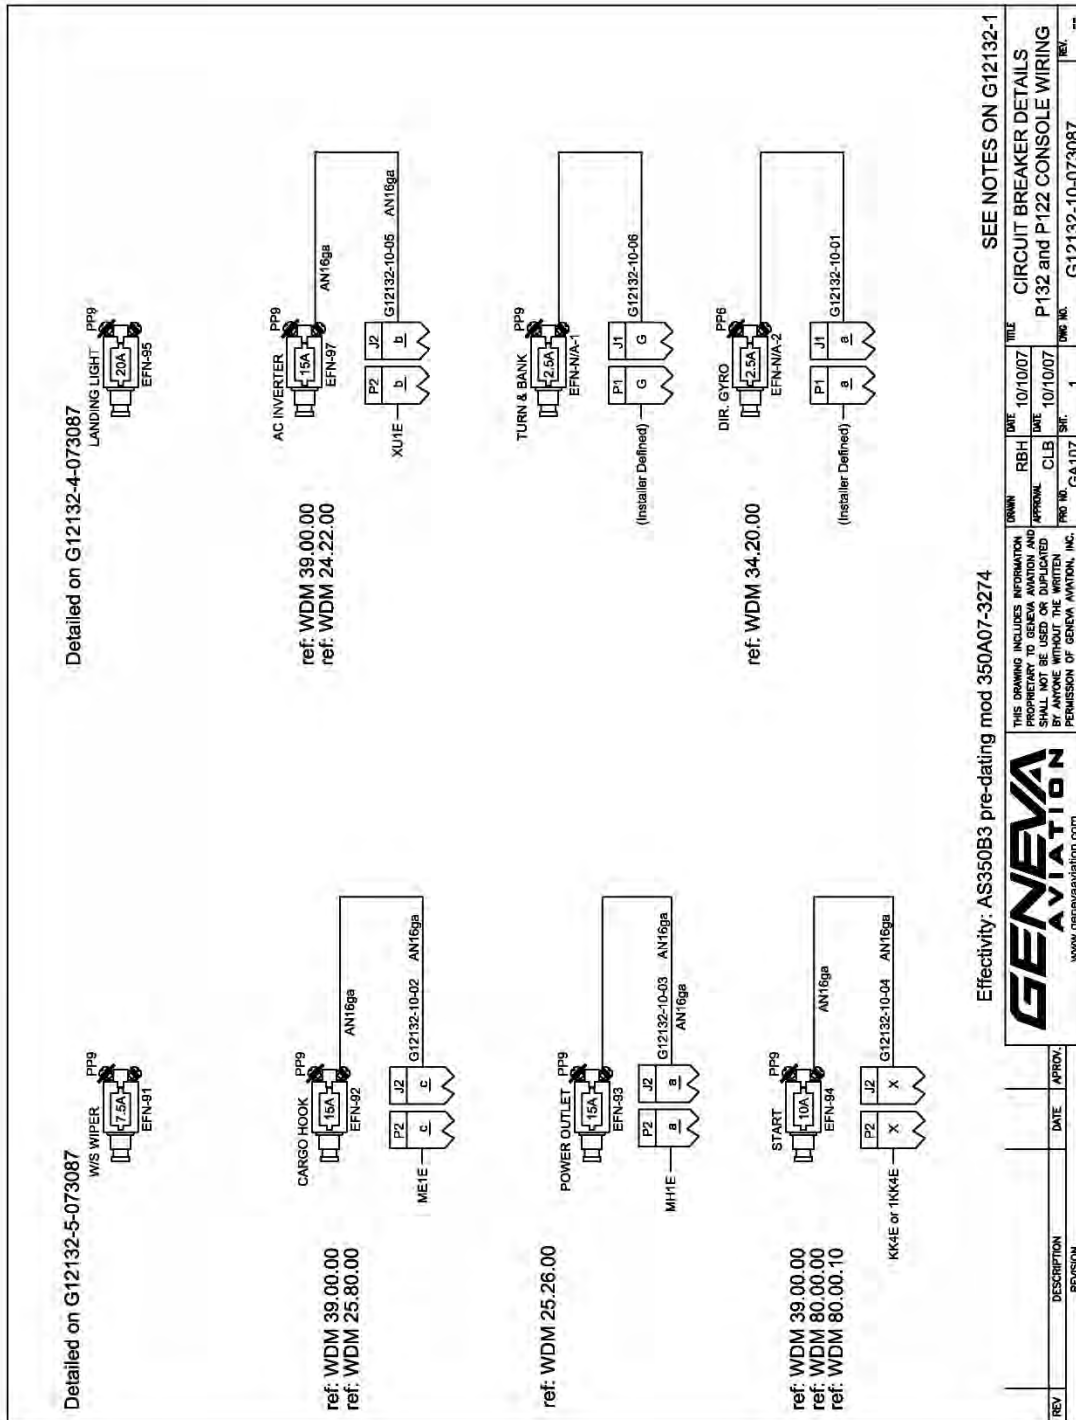 Detailed on G12132-5-073087
W/S WIPER
PP9
7.5A
EFN-91
ref: WDM 39.00.00
ref: WDM 25.80.00
CARGO HOOK
PP9
15A
EFN-92
AN16ga
P2
J2
c
c
ME1E
G12132-10-02
AN16ga
ref: WDM 25.26.00
POWER OUTLET
PP9
15A
EFN-93
P2
J2
a
a
MH1E
G12132-10-03
AN16ga
AN16ga
ref: WDM 39.00.00
ref: WDM 80.00.00
ref: WDM 80.00.10
START
PP9
10A
EFN-94
AN16ga
P2
J2
X
X
KK4E or 1KK4E
G12132-10-04
AN16ga
Detailed on G12132-4-073087
LANDING LIGHT
PP9
20A
EFN-95
ref: WDM 39.00.00
ref: WDM 24.22.00
AC INVERTER
PP9
15A
EFN-97
AN16ga
P2
J2
b
b
XU1E
G12132-10-05
AN16ga
TURN & BANK
PP9
2.5A
EFN-N/A-1
P1
J1
G
G
(Installer Defined)
G12132-10-06
ref: WDM 34.20.00
DIR. GYRO
PP6
2.5A
EFN-N/A-2
P1
J1
a
a
(Installer Defined)
G12132-10-01
Effectivity: AS350B3 pre-dating mod 350A07-3274
SEE NOTES ON G12132-1
REV
DESCRIPTION
DATE
APROV.
REVISION
GENEVA
AVIATION
www.genevaaviation.com
THIS DRAWING INCLUDES INFORMATION
PROPRIETARY TO GENEVA AVIATION AND
SHALL NOT BE USED OR DUPLICATED
BY ANYONE WITHOUT THE WRITTEN
PERMISSION OF GENEVA AVIATION, INC.
DRAWN
RBH
DATE
10/10/07
APPROVAL
CLB
DATE
10/10/07
PRO NO.
GA107
SHT.
1
TITLE
CIRCUIT BREAKER DETAILS
P132 and P122 CONSOLE WIRING
DWG NO.
G12132-10-073087
REV.